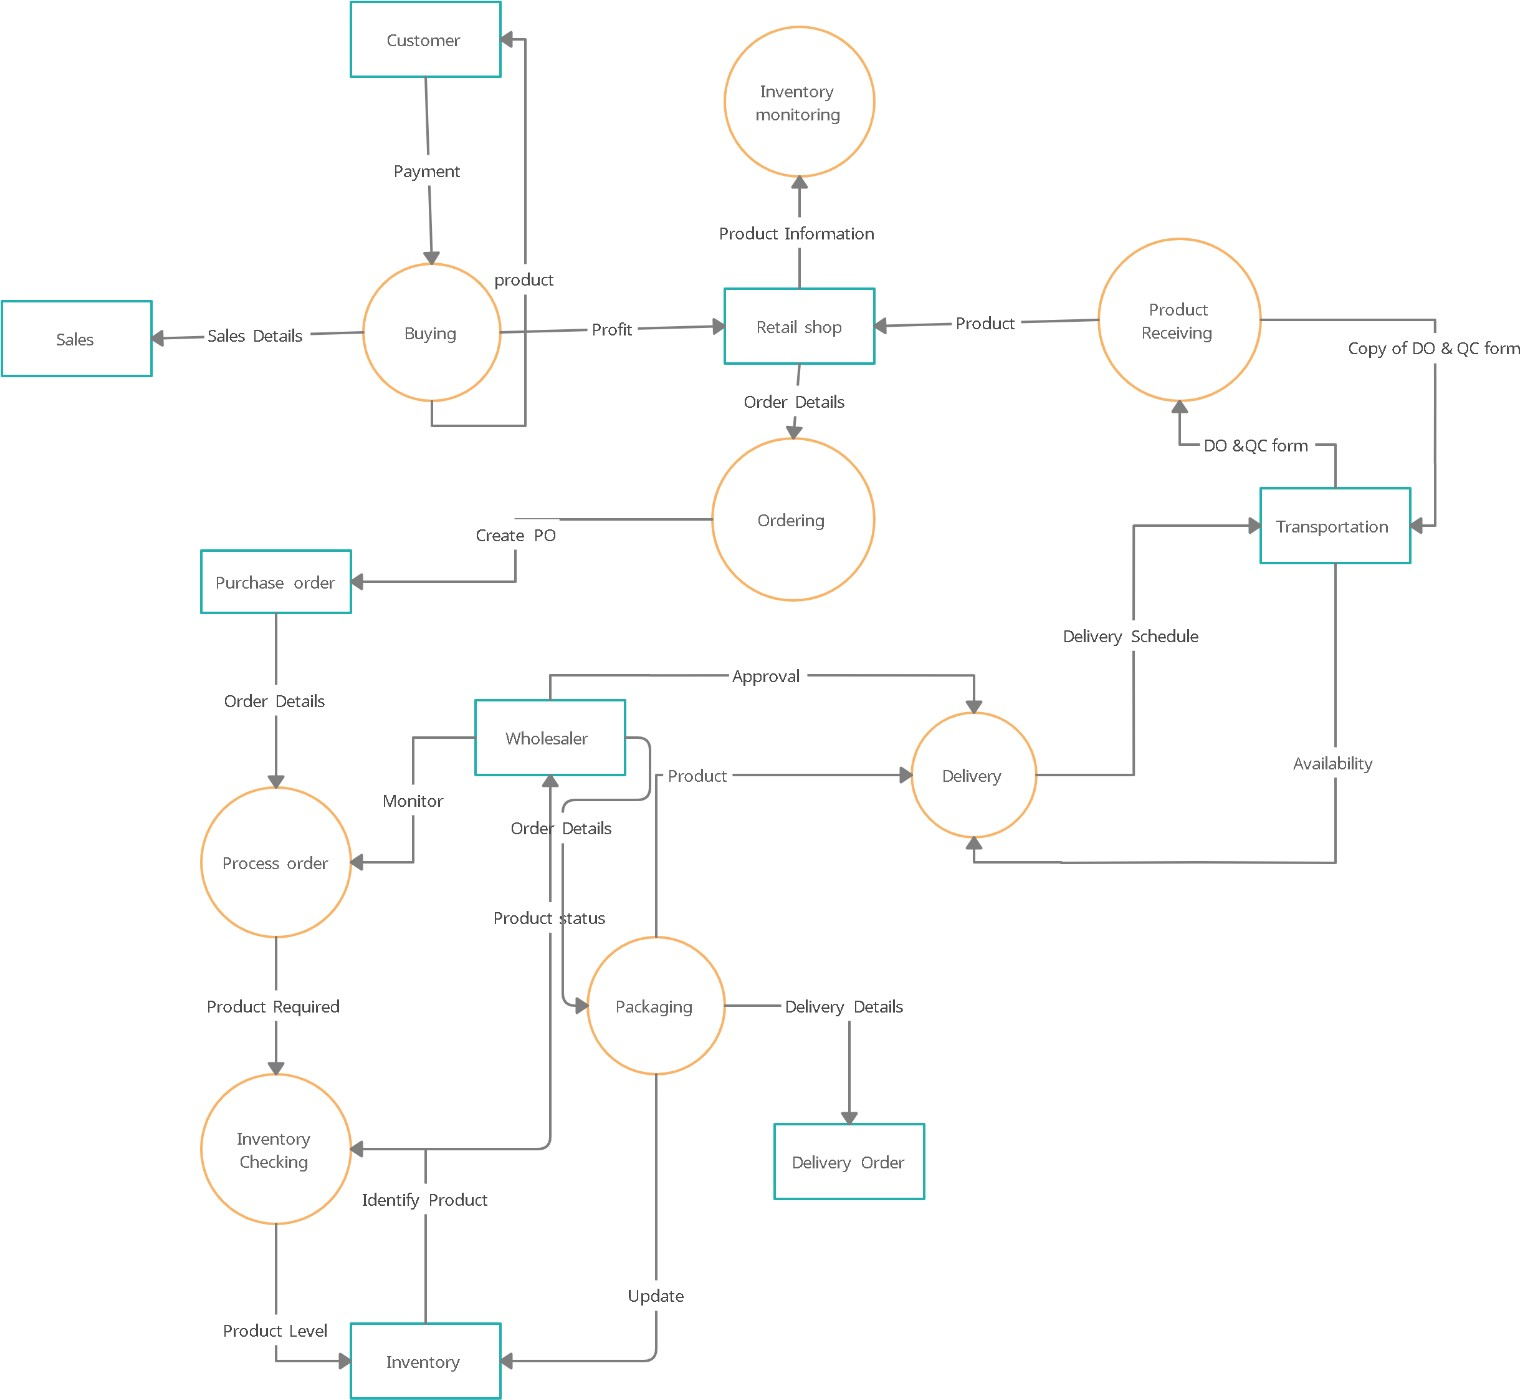 Customer
Inventory
monitoring
Payment
Product Information
product
Product
Receiving
Sales
Sales Details
Buying
Profit
Retail shop
Product
Copy of DO & QC form
Order Details
DO &QC form
Ordering
Create PO
Transportation
Purchase order
Delivery Schedule
Approval
Order Details
Wholesaler
Product
Delivery
Availability
Monitor
Order Details
Process order
Product status
Product Required
Packaging
Delivery Details
Inventory
Checking
Delivery Order
Identify Product
Update
Product Level
Inventory